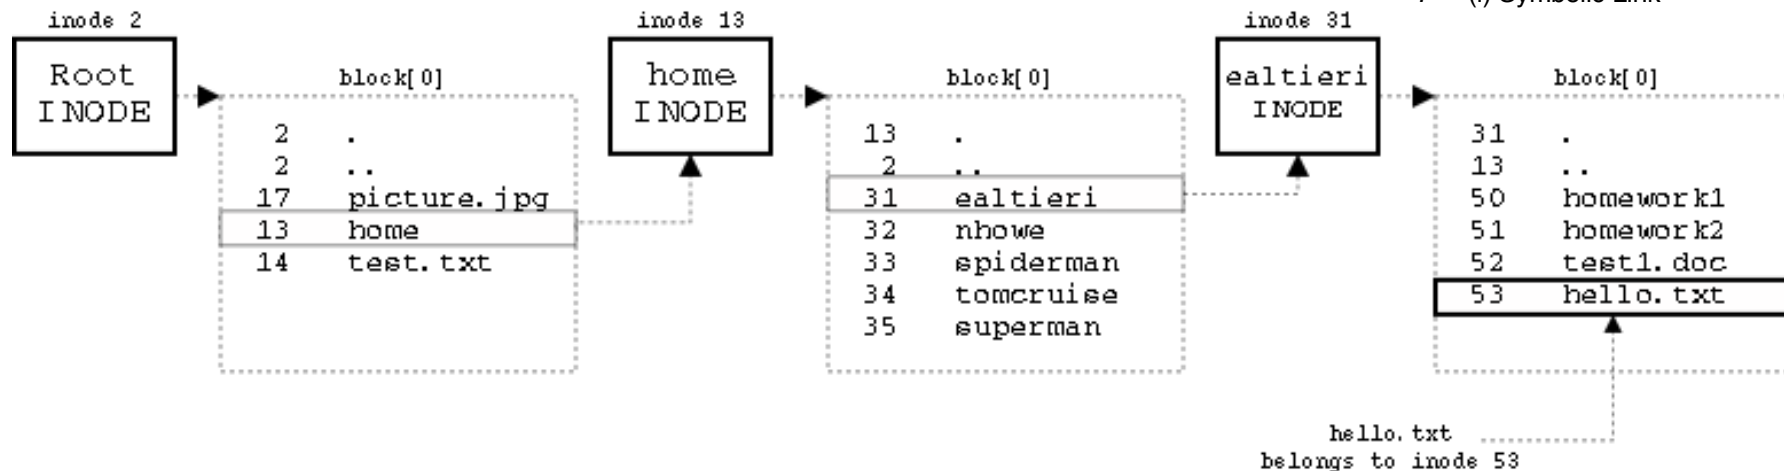 inode 2
Root
INODE
block[0]
2 .
2 ..
17 picture.jpg
13 home
14 test.txt
inode 13
home
INODE
block[0]
13 .
2 ..
31 ealtieri
32 nhowe
33 spiderman
34 tomcruise
35 superman
inode 31
ealtieri
INODE
block[0]
31 .
13 ..
50 homework1
51 homework2
52 test1.doc
53 hello.txt
hello.txt
belongs to inode 53